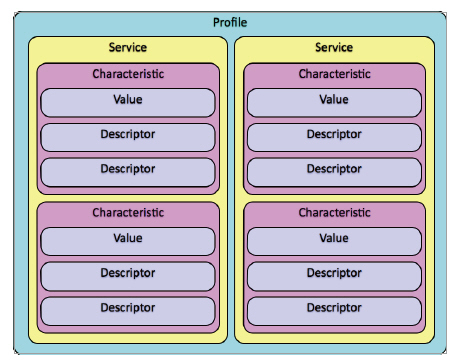 Profile
Service
Characteristic
Value
Descriptor
Descriptor
Characteristic
Value
Descriptor
Descriptor
Service
Characteristic
Value
Descriptor
Descriptor
Characteristic
Value
Descriptor
Descriptor